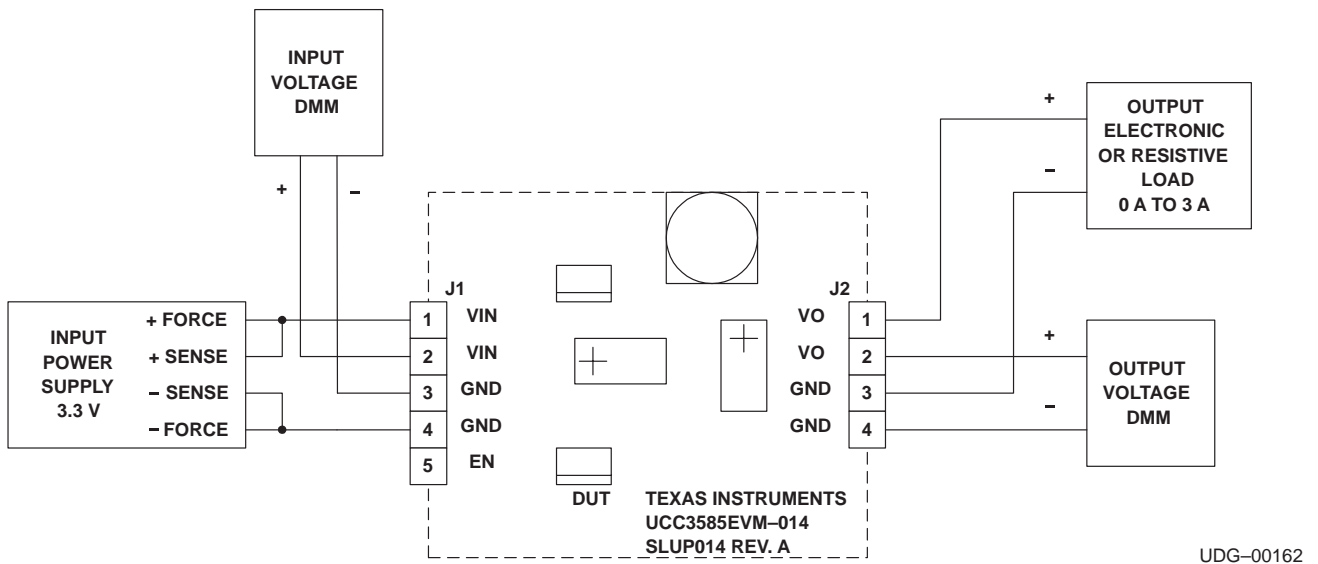 INPUT
VOLTAGE
DMM
+
–
INPUT
POWER
SUPPLY
3.3 V
+ FORCE
+ SENSE
– SENSE
– FORCE
J1
1 VIN
2 VIN
3 GND
4 GND
5 EN
DUT
TEXAS INSTRUMENTS
UCC3585EVM–014
SLUP014 REV. A
J2
VO 1
VO 2
GND 3
GND 4
+
–
OUTPUT
ELECTRONIC
OR RESISTIVE
LOAD
0 A TO 3 A
+
–
OUTPUT
VOLTAGE
DMM
UDG–00162